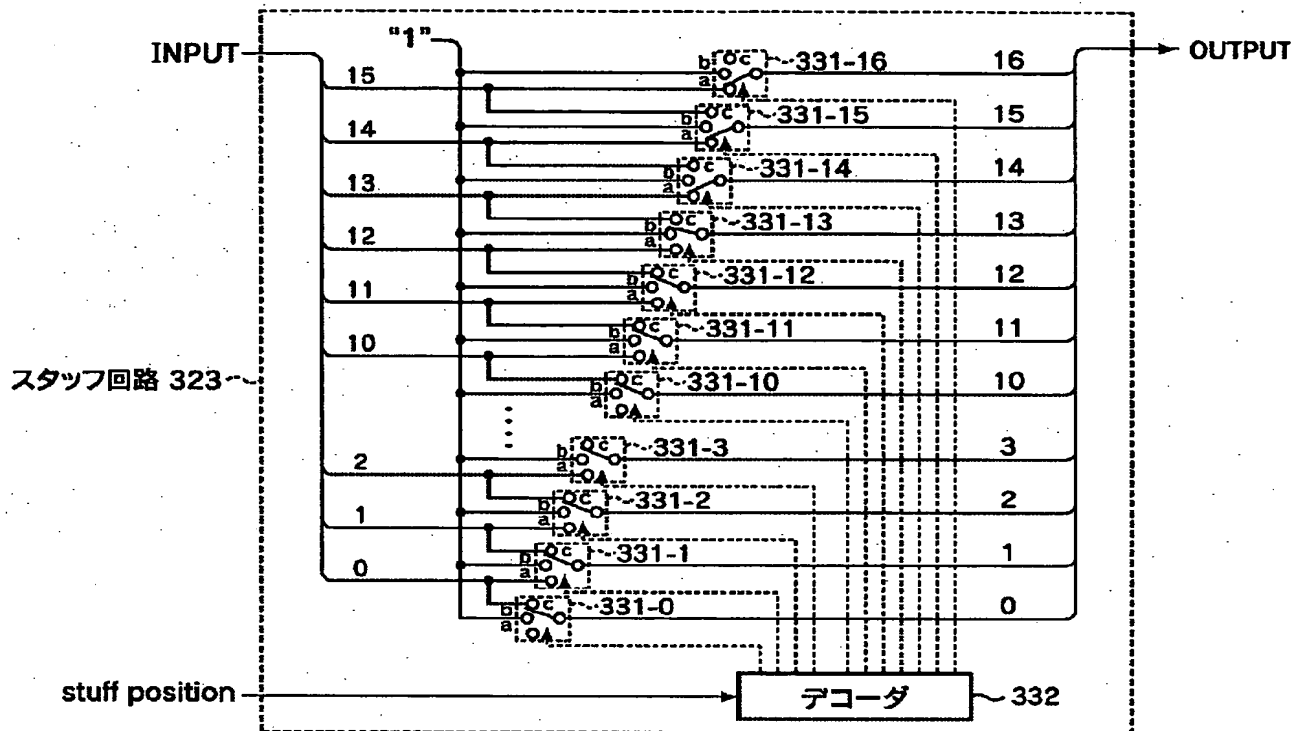 "1"
INPUT
OUTPUT
b c 331-16 16
15 a
b c 331-15 15
14 a
b c 331-14 14
13 a
b c 331-13 13
12 a
b c 331-12 12
11 a
b c 331-11 11
10 a
b c 331-10 10
a
スタッフ回路 323
b c 331-3 3
2 a
b c 331-2 2
1 a
b c 331-1 1
0 a
b c 331-0 0
a
stuff position
デコーダ 332